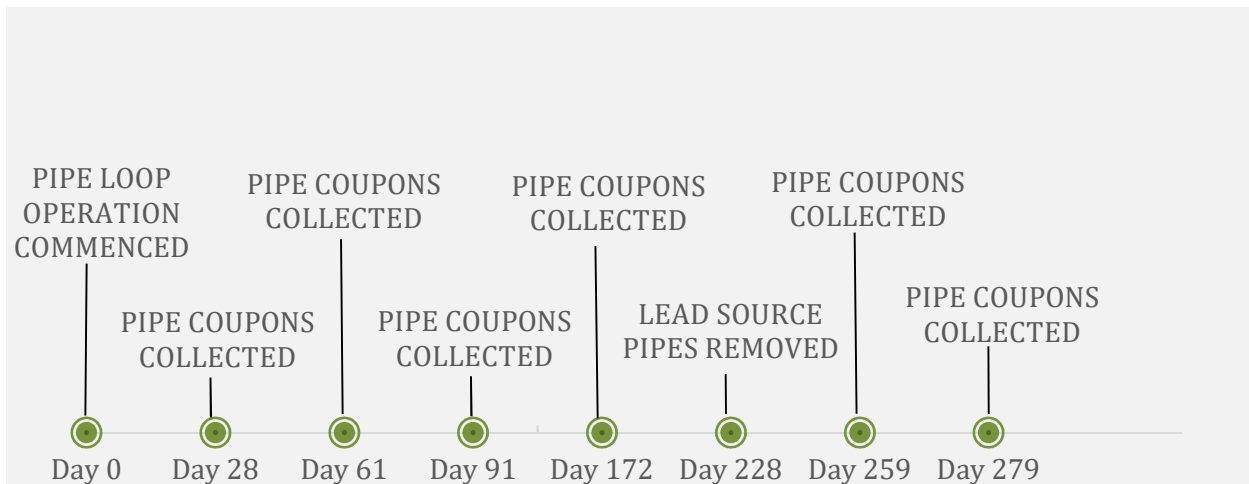 PIPE LOOP
OPERATION
COMMENCED
PIPE COUPONS
COLLECTED
PIPE COUPONS
COLLECTED
PIPE COUPONS
COLLECTED
PIPE COUPONS
COLLECTED
LEAD SOURCE
PIPES REMOVED
PIPE COUPONS
COLLECTED
PIPE COUPONS
COLLECTED
Day 0
Day 28
Day 61
Day 91
Day 172
Day 228
Day 259
Day 279